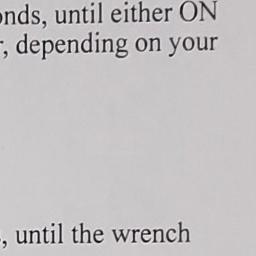 onds, until either ON
, depending on your
, until the wrench